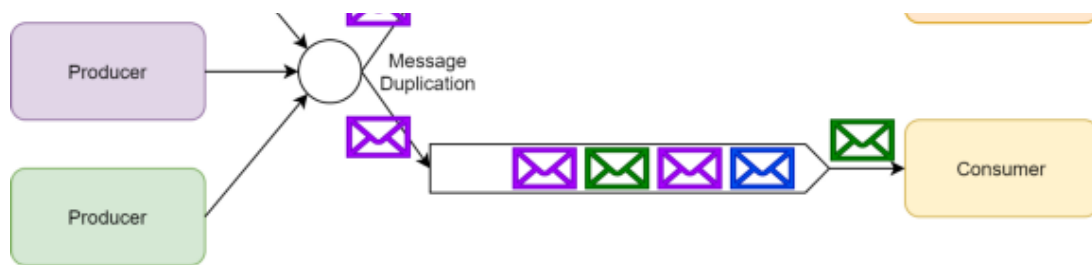 Producer
Message
Duplication
Consumer
Producer